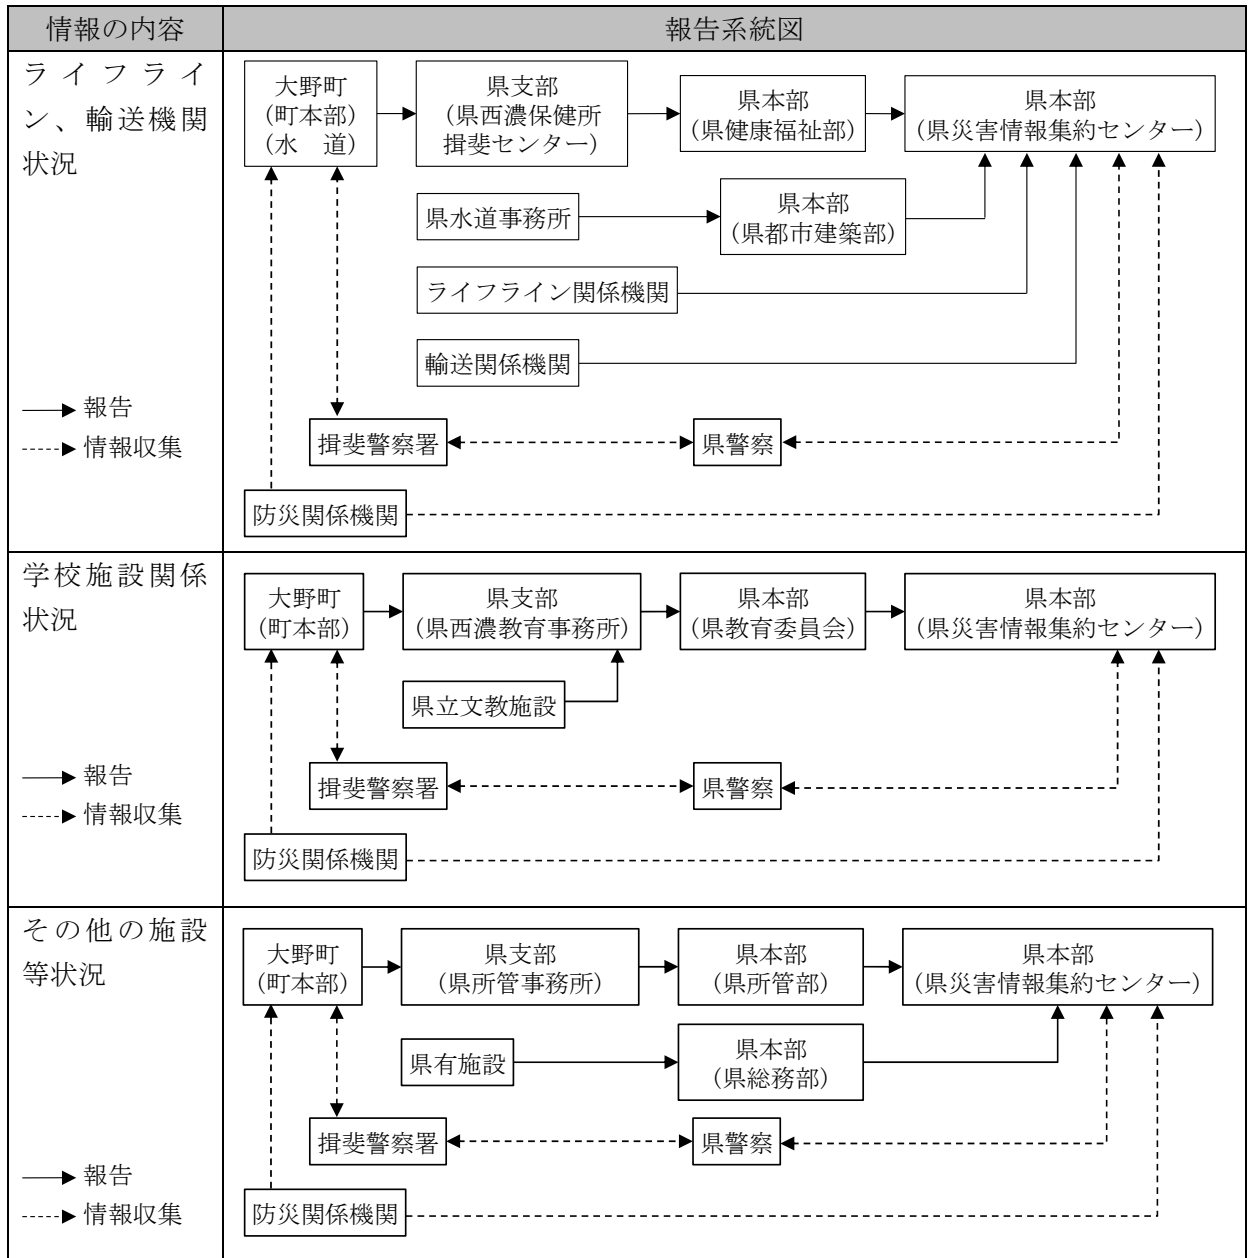 情報の内容
報告系統図
ライフライ
ン、輸送機関
状況
報告
情報収集
大野町
(町本部)
(水　道)
県支部
(県西濃保健所
揖斐センター)
県本部
(県健康福祉部)
県本部
(県災害情報集約センター)
県水道事務所
県本部
(県都市建築部)
ライフライン関係機関
輸送関係機関
揖斐警察署
県警察
防災関係機関
学校施設関係
状況
報告
情報収集
大野町
(町本部)
県支部
(県西濃教育事務所)
県本部
(県教育委員会)
県本部
(県災害情報集約センター)
県立文教施設
揖斐警察署
県警察
防災関係機関
その他の施設
等状況
報告
情報収集
大野町
(町本部)
県支部
(県所管事務所)
県本部
(県所管部)
県本部
(県災害情報集約センター)
県有施設
県本部
(県総務部)
揖斐警察署
県警察
防災関係機関